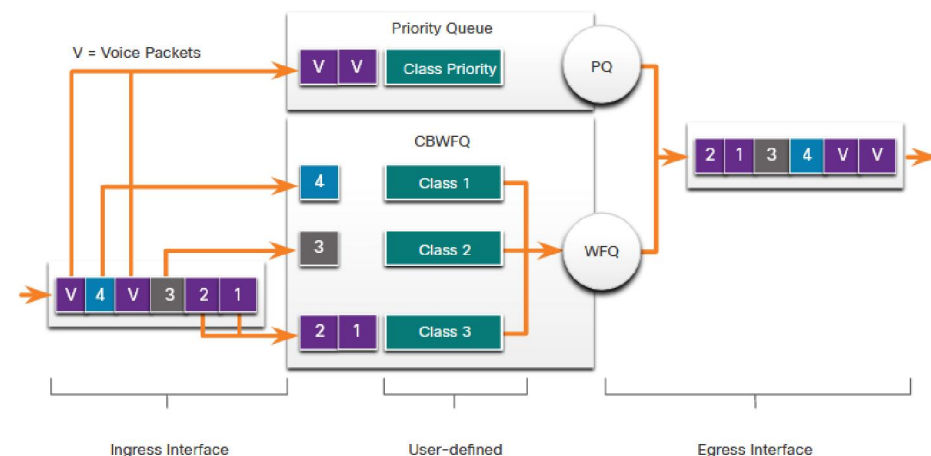 Priority Queue
V = Voice Packets
V V Class Priority PQ
CBWFQ
2 1 3 4 V V
4 Class 1
3 Class 2 WFQ
V 4 V 3 2 1
2 1 Class 3
Ingress Interface User-defined Egress Interface